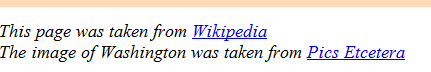 This page was taken from Wikipedia
The image of Washington was taken from Pics Etcetera